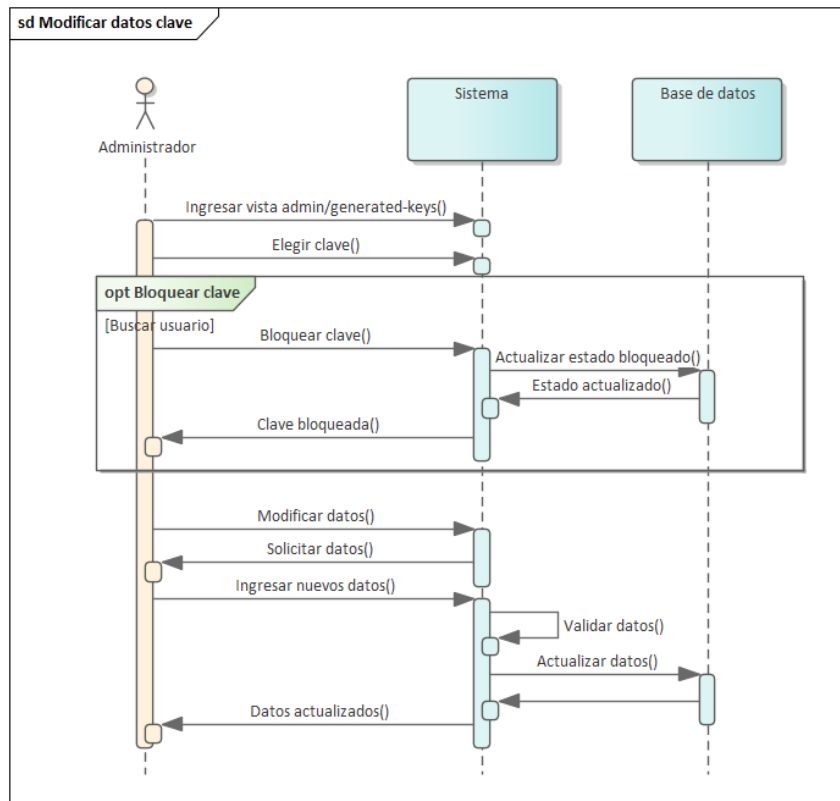 sd Modificar datos clave
Administrador
Sistema
Base de datos
Ingresar vista admin/generated-keys()
Elegir clave()
opt Bloquear clave
[Buscar usuario]
Bloquear clave()
Actualizar estado bloqueado()
Estado actualizado()
Clave bloqueada()
Modificar datos()
Solicitar datos()
Ingresar nuevos datos()
Validar datos()
Actualizar datos()
Datos actualizados()